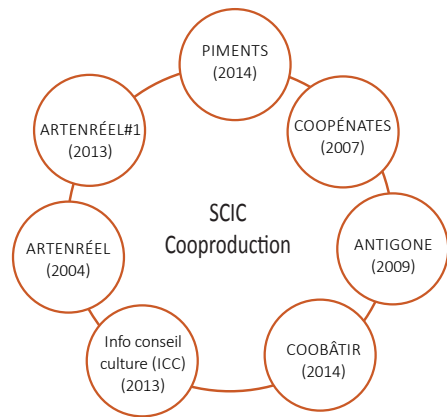 PIMENTS
(2014)
COOPÉNATES
(2007)
ANTIGONE
(2009)
COOBÂTIR
(2014)
Info conseil
culture (ICC)
(2013)
ARTENRÉEL
(2004)
ARTENRÉEL#1
(2013)
SCIC
Cooproduction